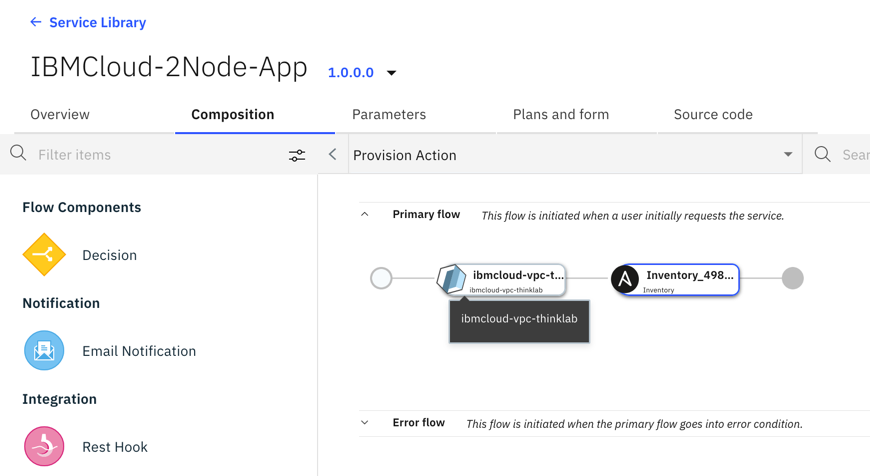 ← Service Library
IBMCloud-2Node-App 1.0.0.0
Overview Composition Parameters Plans and form Source code
Filter items Provision Action Sear
Flow Components
Primary flow This flow is initiated when a user initially requests the service.
Decision
ibmcloud-vpc-t... Inventory_498...
ibmcloud-vpc-thinklab Inventory
Notification
ibmcloud-vpc-thinklab
Email Notification
Integration
Error flow This flow is initiated when the primary flow goes into error condition.
Rest Hook